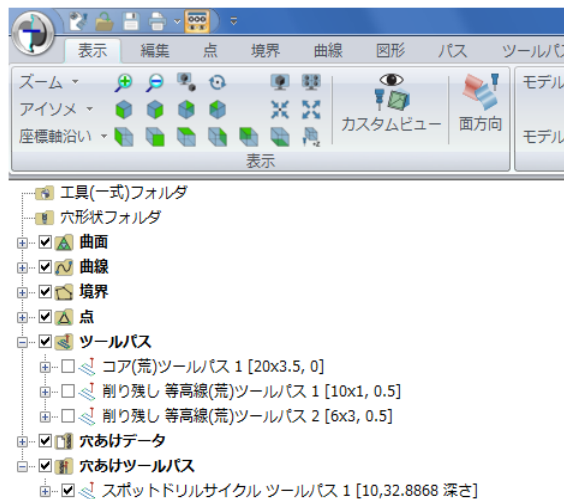 表示 編集 点 境界 曲線 図形 パス ツールパ
ズーム
アイソメ
座標軸沿い
カスタムビュー
面方向
モデル
モデル
表示
工具(一式)フォルダ
穴形状フォルダ
曲面
曲線
境界
点
ツールパス
コア(荒)ツールパス 1 [20x3.5, 0]
削り残し 等高線(荒)ツールパス 1 [10x1, 0.5]
削り残し 等高線(荒)ツールパス 2 [6x3, 0.5]
穴あけデータ
穴あけツールパス
スポットドリルサイクル ツールパス 1 [10,32.8868 深さ]